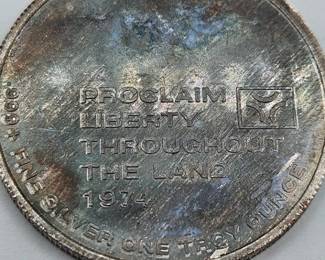 PROCLAIM
LIBERTY
THROUGHOUT
THE LAND
1974
999+ FINE SILVER ONE TROY OUNCE